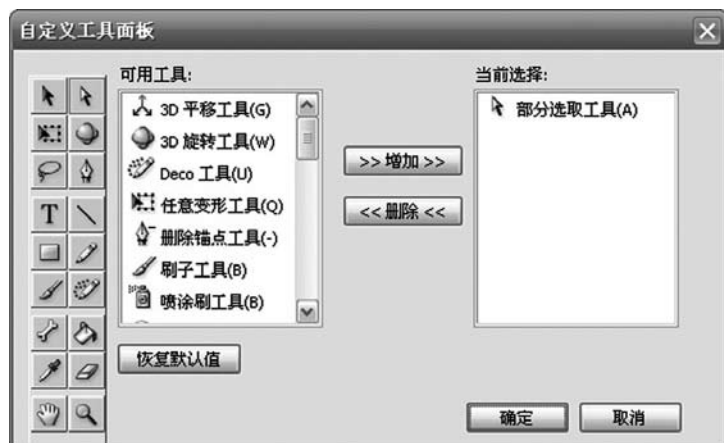 自定义工具面板
可用工具:
3D 平移工具(G)
3D 旋转工具(W)
Deco 工具(U)
任意变形工具(Q)
删除锚点工具(-)
刷子工具(B)
喷涂刷工具(B)
>> 增加 >>
<< 删除 <<
当前选择:
部分选取工具(A)
恢复默认值
确定
取消